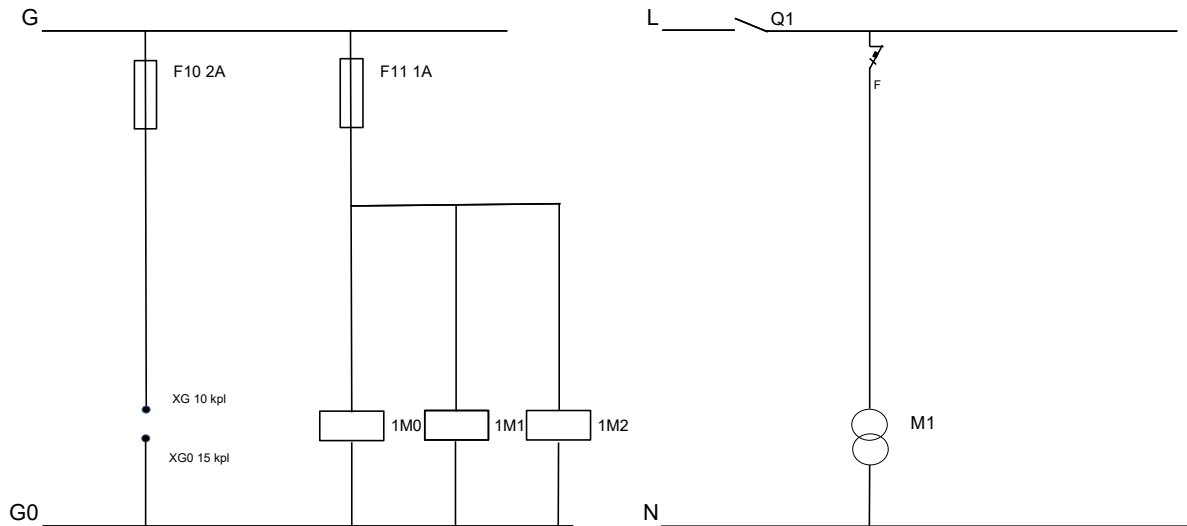 G
L
Q1
F10 2A
F11 1A
F
XG 10 kpl
XG0 15 kpl
1M0
1M1
1M2
M1
G0
N